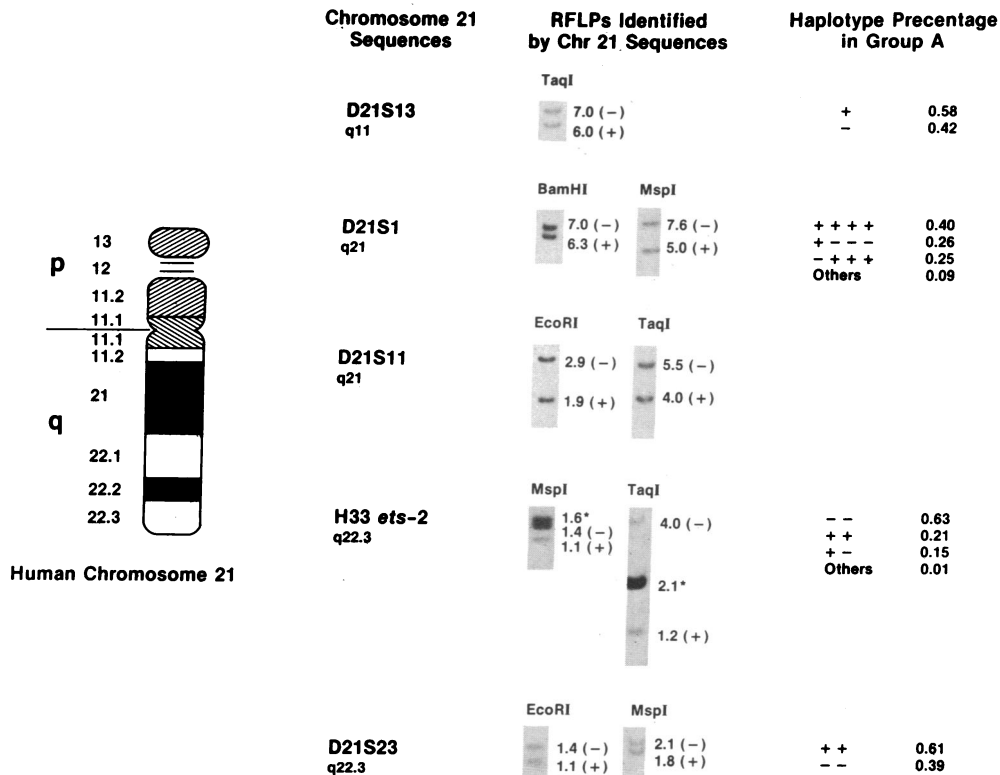 Chromosome 21 Sequences
RFLPs Identified by Chr 21 Sequences
Haplotype Precentage in Group A
D21S13
q11
TaqI
7.0 (−)
6.0 (+)
+ 0.58
− 0.42
D21S1
q21
BamHI
7.0 (−)
6.3 (+)
MspI
7.6 (−)
5.0 (+)
+ + + + 0.40
+ − − − 0.26
− + + + 0.25
Others 0.09
D21S11
q21
EcoRI
2.9 (−)
1.9 (+)
TaqI
5.5 (−)
4.0 (+)
H33 ets-2
q22.3
MspI
1.6*
1.4 (−)
1.1 (+)
TaqI
4.0 (−)
2.1*
1.2 (+)
− − 0.63
+ + 0.21
+ − 0.15
Others 0.01
D21S23
q22.3
EcoRI
1.4 (−)
1.1 (+)
MspI
2.1 (−)
1.8 (+)
+ + 0.61
− − 0.39
p
13
12
11.2
11.1
q
11.1
11.2
21
22.1
22.2
22.3
Human Chromosome 21